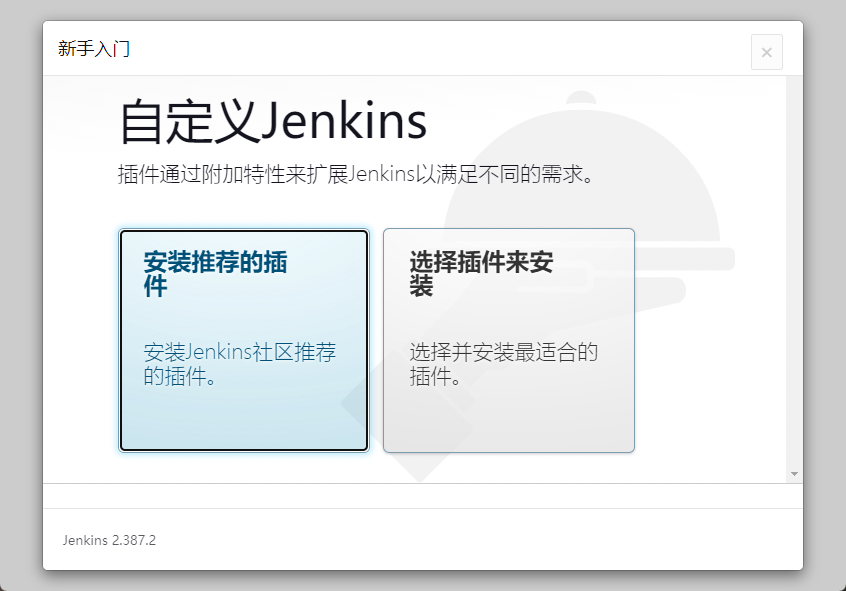 新手入门
×
自定义Jenkins
插件通过附加特性来扩展Jenkins以满足不同的需求。
安装推荐的插
件
安装Jenkins社区推荐
的插件。
选择插件来安
装
选择并安装最适合的
插件。
Jenkins 2.387.2